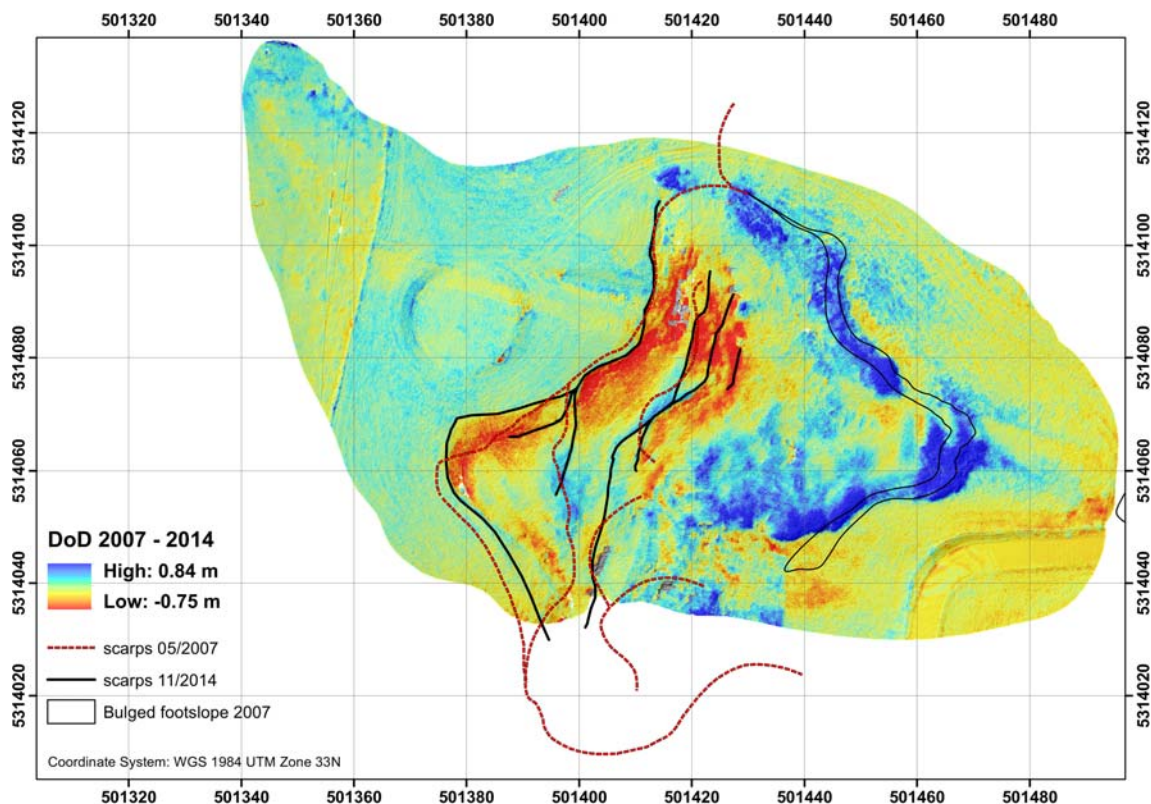 501320 501340 501360 501380 501400 501420 501440 501460 501480
5314120 5314120
5314100 5314100
5314080 5314080
5314060 5314060
5314040 5314040
5314020 5314020
DoD 2007 - 2014
High: 0.84 m
Low: -0.75 m
scarps 05/2007
scarps 11/2014
Bulged footslope 2007
Coordinate System: WGS 1984 UTM Zone 33N
501320 501340 501360 501380 501400 501420 501440 501460 501480